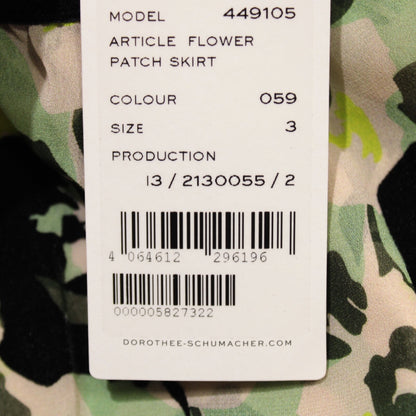 MODEL 449105
ARTICLE FLOWER
PATCH SKIRT
COLOUR 059
SIZE 3
PRODUCTION
13 / 2130055 / 2
4 064612 296196
000005827322
DOROTHEE-SCHUMACHER.COM